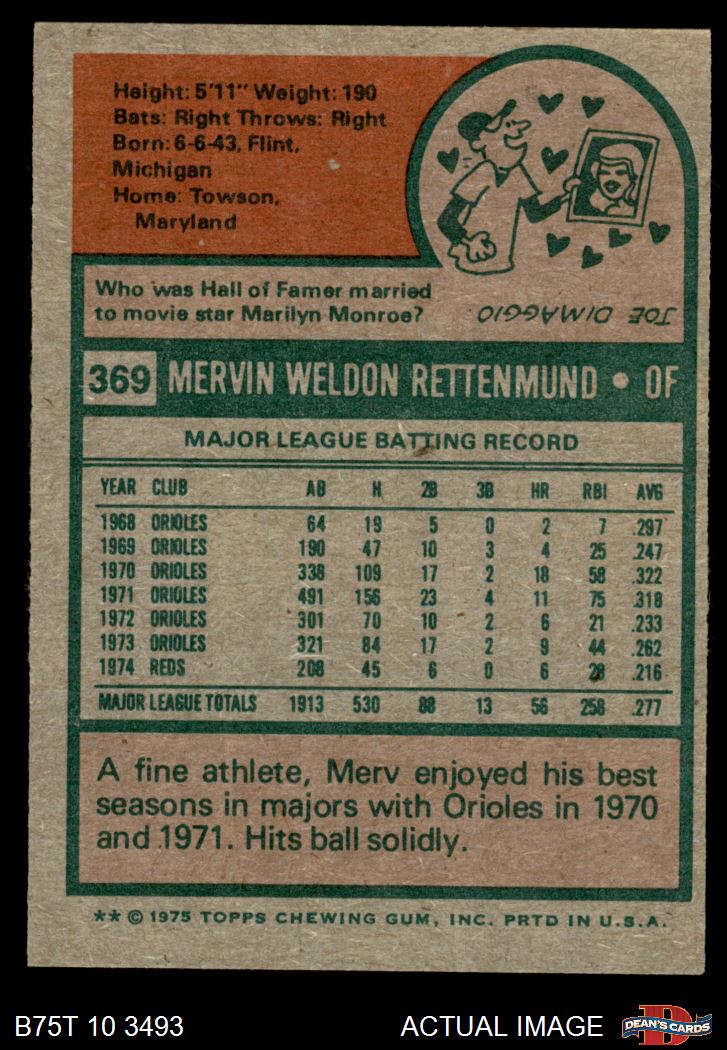 Height: 5'11" Weight: 190
Bats: Right Throws: Right
Born: 6-6-43, Flint,
Michigan
Home: Towson,
Maryland
Who was Hall of Famer married
to movie star Marilyn Monroe?
JOE DIMAGGIO
369 MERVIN WELDON RETTENMUND • OF
MAJOR LEAGUE BATTING RECORD
YEAR CLUB AB H 2B 3B HR RBI AVG
1968 ORIOLES 64 19 5 0 2 7 .297
1969 ORIOLES 190 47 10 3 4 25 .247
1970 ORIOLES 338 109 17 2 18 58 .322
1971 ORIOLES 491 156 23 4 11 75 .318
1972 ORIOLES 301 70 10 2 6 21 .233
1973 ORIOLES 321 84 17 2 9 44 .262
1974 REDS 208 45 6 0 6 28 .216
MAJOR LEAGUE TOTALS 1913 530 88 13 56 258 .277
A fine athlete, Merv enjoyed his best
seasons in majors with Orioles in 1970
and 1971. Hits ball solidly.
** © 1975 TOPPS CHEWING GUM, INC. PRTD IN U.S.A.
B75T 10 3493 ACTUAL IMAGE
D
DEAN'S CARDS